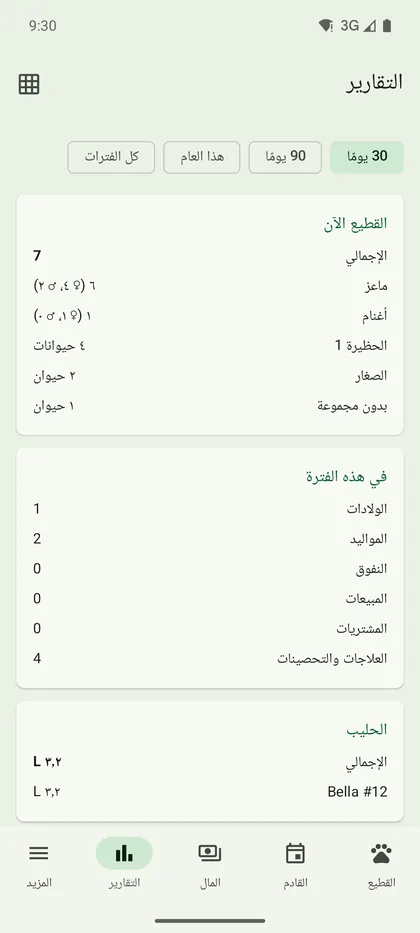 9:30
3G
التقارير
30 يومًا
90 يومًا
هذا العام
كل الفترات
القطيع الآن
الإجمالي 7
ماعز ٦ (♀ ٤، ♂ ٢)
أغنام ١ (♀ ١، ♂ ٠)
الحظيرة 1 ٤ حيوانات
الصغار ٢ حيوان
بدون مجموعة ١ حيوان
في هذه الفترة
الولادات 1
المواليد 2
النفوق 0
المبيعات 0
المشتريات 0
العلاجات والتحصينات 4
الحليب
الإجمالي ٣٫٢ L
Bella #12 ٣٫٢ L
القطيع
القادم
المال
التقارير
المزيد